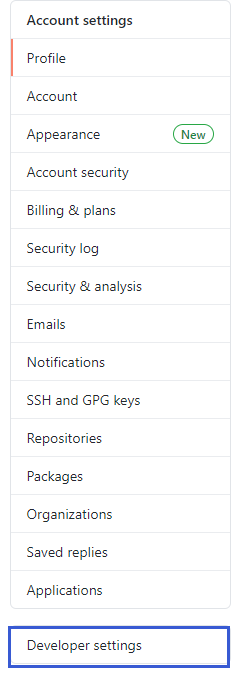 Account settings
Profile
Account
Appearance New
Account security
Billing & plans
Security log
Security & analysis
Emails
Notifications
SSH and GPG keys
Repositories
Packages
Organizations
Saved replies
Applications
Developer settings